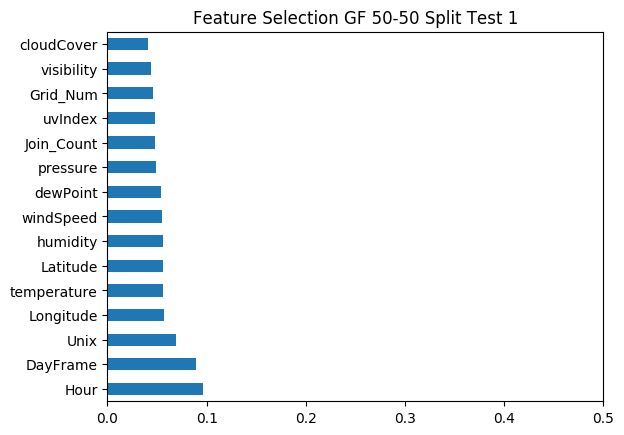 Feature Selection GF 50-50 Split Test 1
cloudCover
visibility
Grid_Num
uvIndex
Join_Count
pressure
dewPoint
windSpeed
humidity
Latitude
temperature
Longitude
Unix
DayFrame
Hour
0.0 0.1 0.2 0.3 0.4 0.5